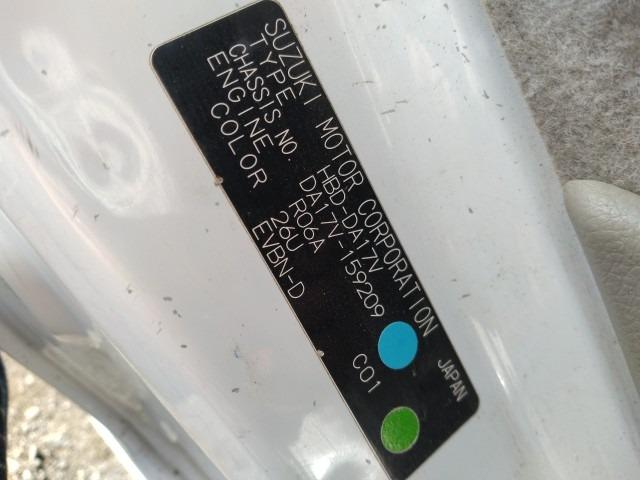 SUZUKI MOTOR CORPORATION JAPAN
TYPE HBD-DA17V
CHASSIS NO. DA17V-159209
ENGINE R06A
COLOR 26U C01
EVBN-D